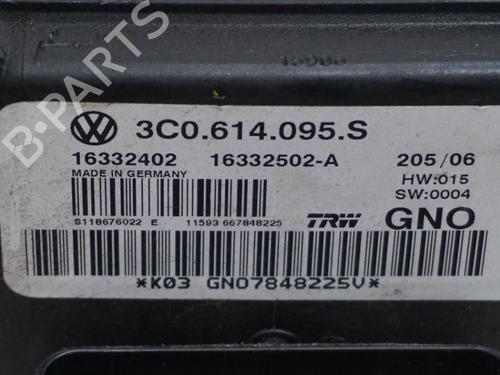 3C0.614.095.S
16332402 16332502-A 205/06
MADE IN GERMANY HW:015
SW:0004
S118676022 E 11593 667848225 TRW GNO
*K03 GNO7848225V*
B-PARTS